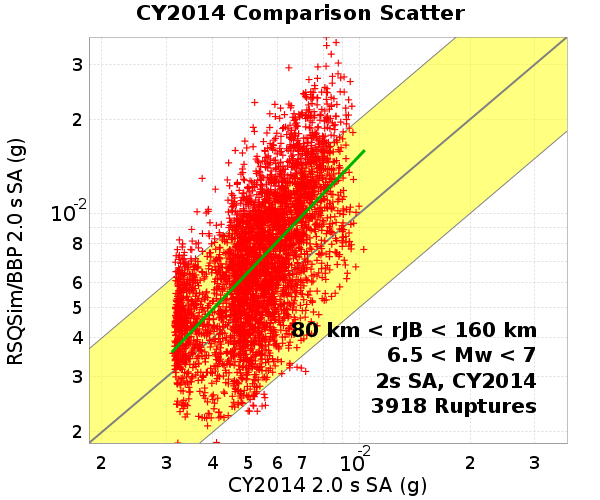 CY2014 Comparison Scatter
RSQSim/BBP 2.0 s SA (g)
3
2
10-2
8
6
5
4
3
2
80 km < rJB < 160 km
6.5 < Mw < 7
2s SA, CY2014
3918 Ruptures
2 3 4 5 6 7 10-2 2 3
CY2014 2.0 s SA (g)